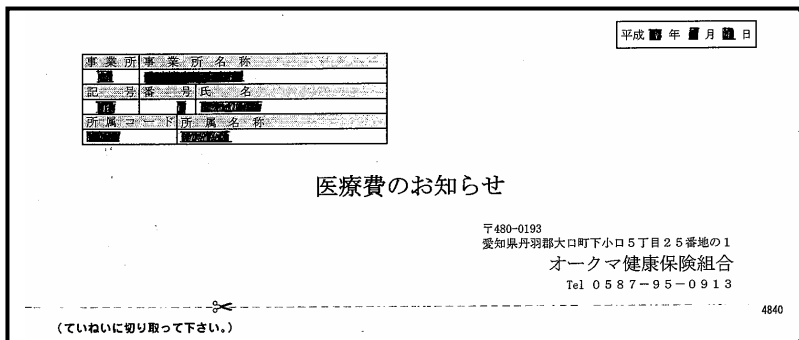 平成 年 月 日
事業所 事業所名称
記号 番号 氏名
所属コード 所属名称
医療費のお知らせ
〒480-0193
愛知県丹羽郡大口町下小口5丁目25番地の1
オークマ健康保険組合
Tel 0587-95-0913
4840
(ていねいに切り取って下さい。)